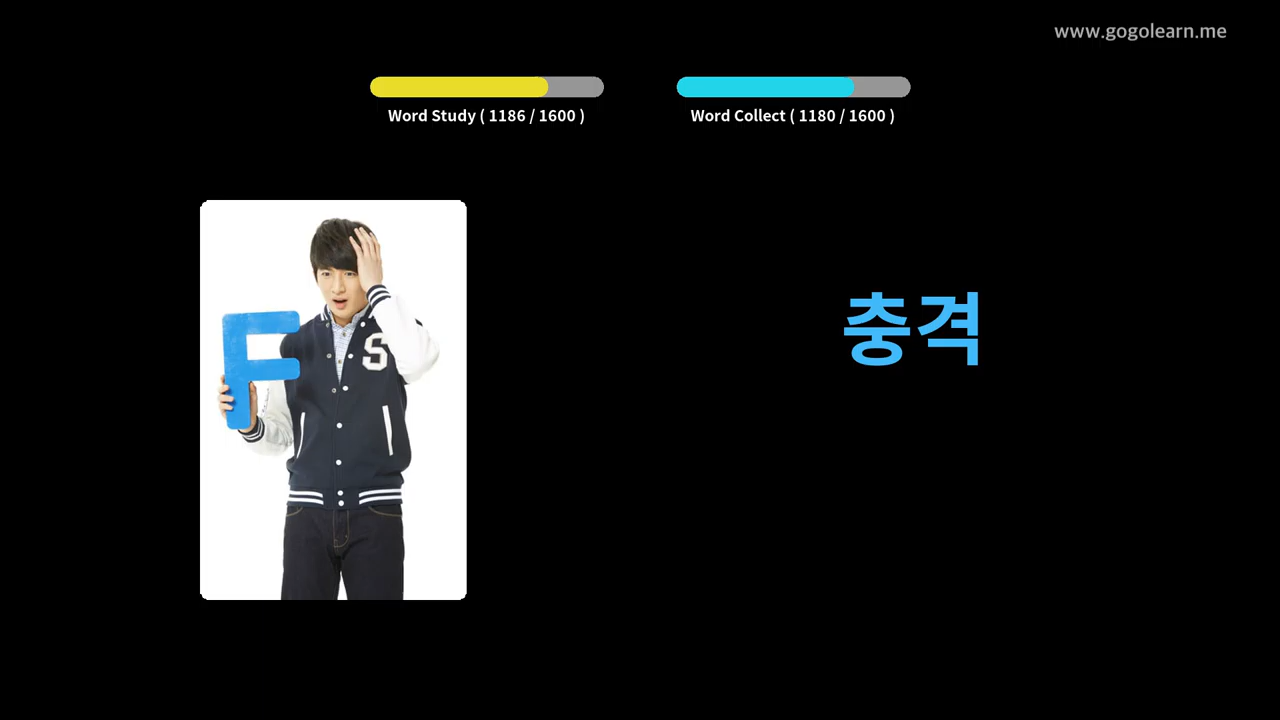 www.gogolearn.me
Word Study ( 1186 / 1600 )
Word Collect ( 1180 / 1600 )
F
S
충격